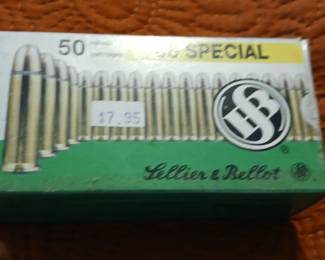 50
SPECIAL
$7.95
S&B
®
Sellier & Bellot